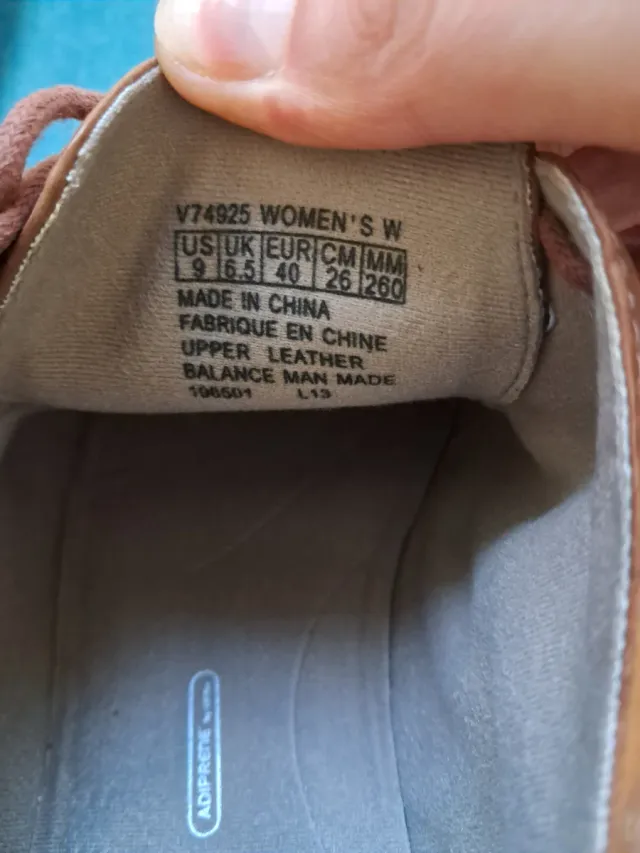 V74925 WOMEN'S W
US UK EUR CM MM
9 6.5 40 26 260
MADE IN CHINA
FABRIQUE EN CHINE
UPPER LEATHER
BALANCE MAN MADE
106501 L13
ADIPRENE